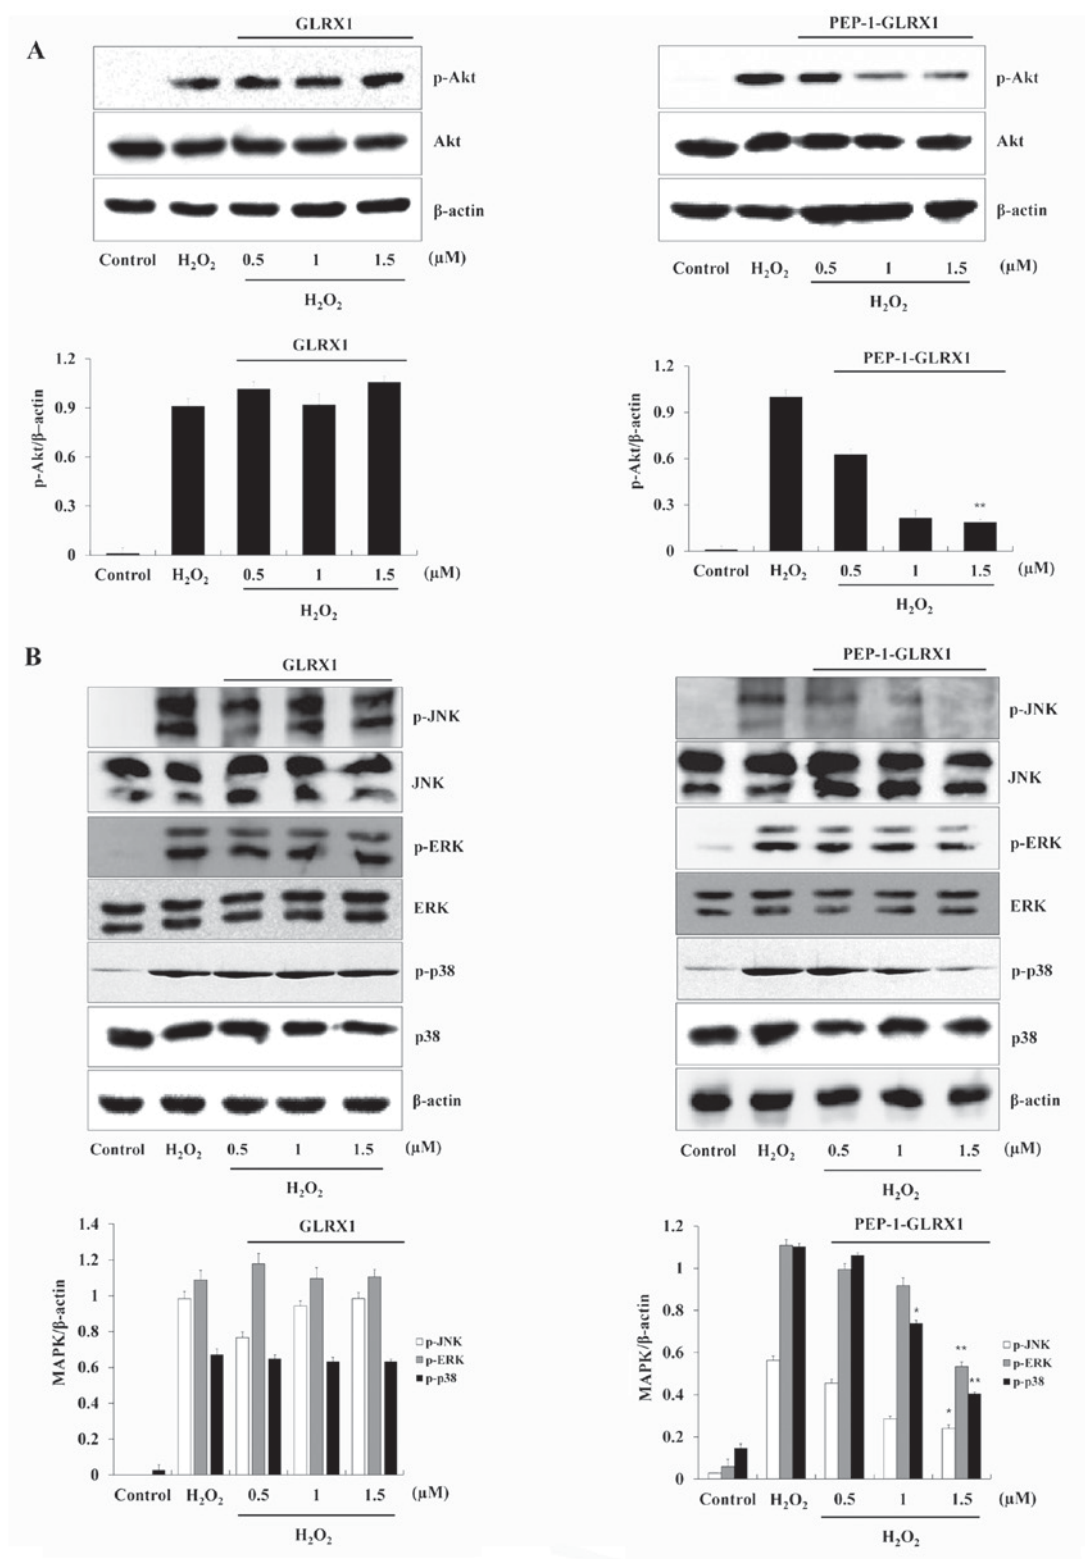 A
GLRX1
p-Akt
Akt
β-actin
Control H₂O₂ 0.5 1 1.5 (µM)
H₂O₂
PEP-1-GLRX1
p-Akt
Akt
β-actin
Control H₂O₂ 0.5 1 1.5 (µM)
H₂O₂
GLRX1
p-Akt/β-actin
1.2
0.9
0.6
0.3
0
Control H₂O₂ 0.5 1 1.5 (µM)
H₂O₂
PEP-1-GLRX1
p-Akt/β-actin
1.2
0.9
0.6
0.3
0
**
Control H₂O₂ 0.5 1 1.5 (µM)
H₂O₂
B
GLRX1
p-JNK
JNK
p-ERK
ERK
p-p38
p38
β-actin
Control H₂O₂ 0.5 1 1.5 (µM)
H₂O₂
PEP-1-GLRX1
p-JNK
JNK
p-ERK
ERK
p-p38
p38
β-actin
Control H₂O₂ 0.5 1 1.5 (µM)
H₂O₂
GLRX1
MAPK/β-actin
1.4
1.2
1
0.8
0.6
0.4
0.2
0
p-JNK
p-ERK
p-p38
Control H₂O₂ 0.5 1 1.5 (µM)
H₂O₂
PEP-1-GLRX1
MAPK/β-actin
1.2
1
0.8
0.6
0.4
0.2
0
*
**
**
*
p-JNK
p-ERK
p-p38
Control H₂O₂ 0.5 1 1.5 (µM)
H₂O₂